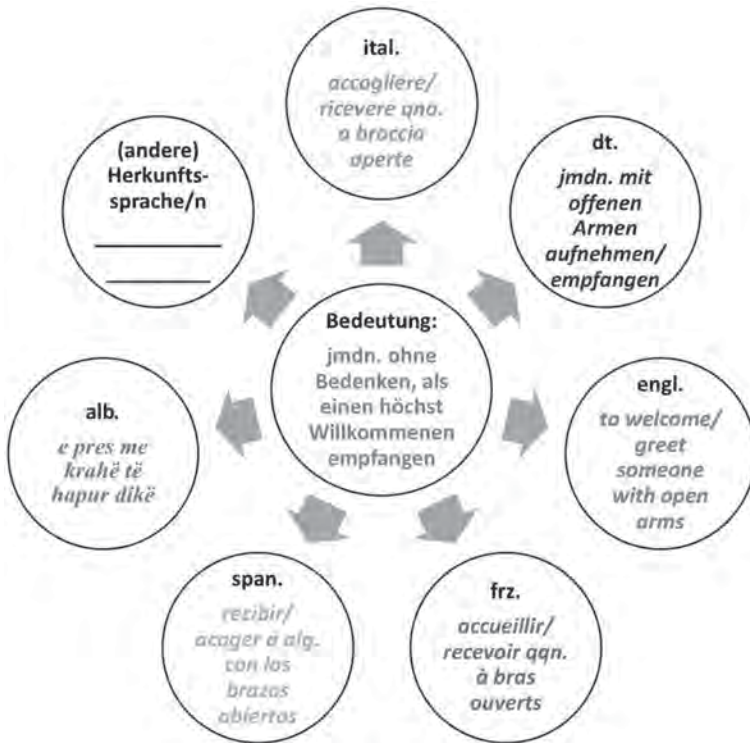 ital.
accogliere/
ricevere qno.
a braccia
aperte
(andere)
Herkunfts-
sprache/n
dt.
jmdn. mit
offenen
Armen
aufnehmen/
empfangen
Bedeutung:
jmdn. ohne
Bedenken, als
einen höchst
Willkommenen
empfangen
alb.
e pres me
krahë të
hapur dikë
engl.
to welcome/
greet
someone
with open
arms
span.
recibir/
acoger a alg.
con los
brazos
abiertos
frz.
accueillir/
recevoir qqn.
à bras
ouverts